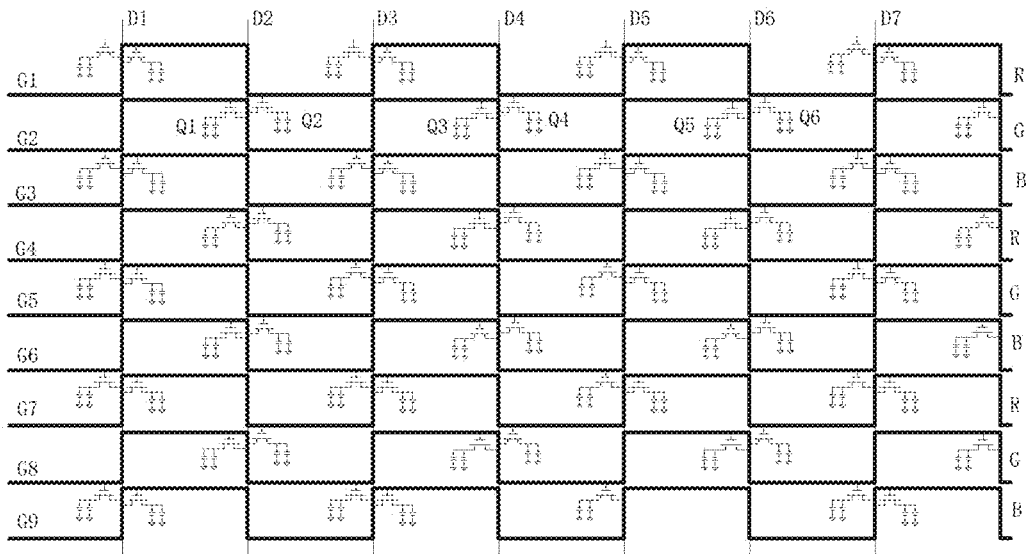 D1 D2 D3 D4 D5 D6 D7
G1 R
G2 Q1 Q2 Q3 Q4 Q5 Q6 G
G3 B
G4 R
G5 G
G6 B
G7 R
G8 G
G9 B